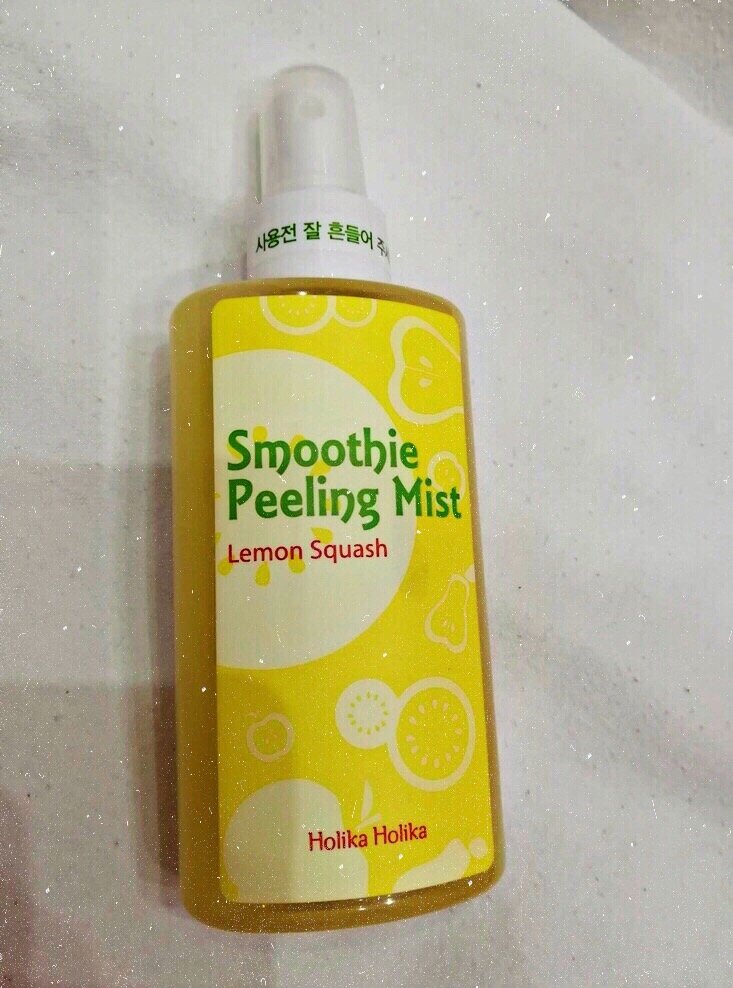 사용전 잘 흔들어
Smoothie
Peeling Mist
Lemon Squash
Holika Holika